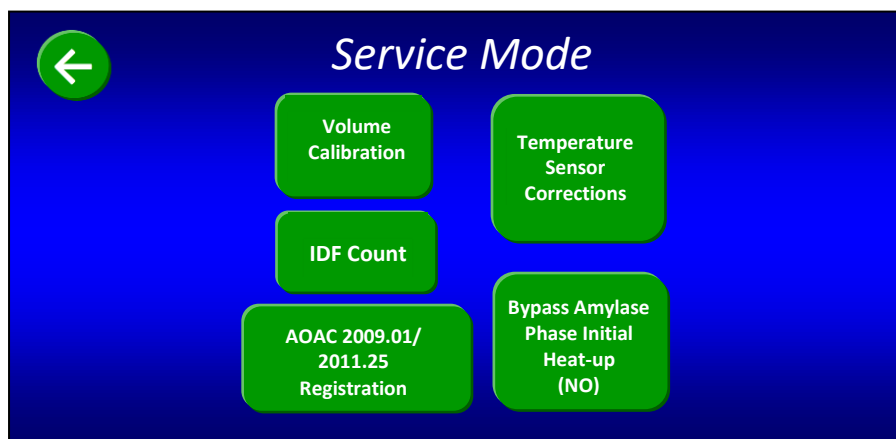 Service Mode
Volume
Calibration
Temperature
Sensor
Corrections
IDF Count
AOAC 2009.01/
2011.25
Registration
Bypass Amylase
Phase Initial
Heat-up
(NO)